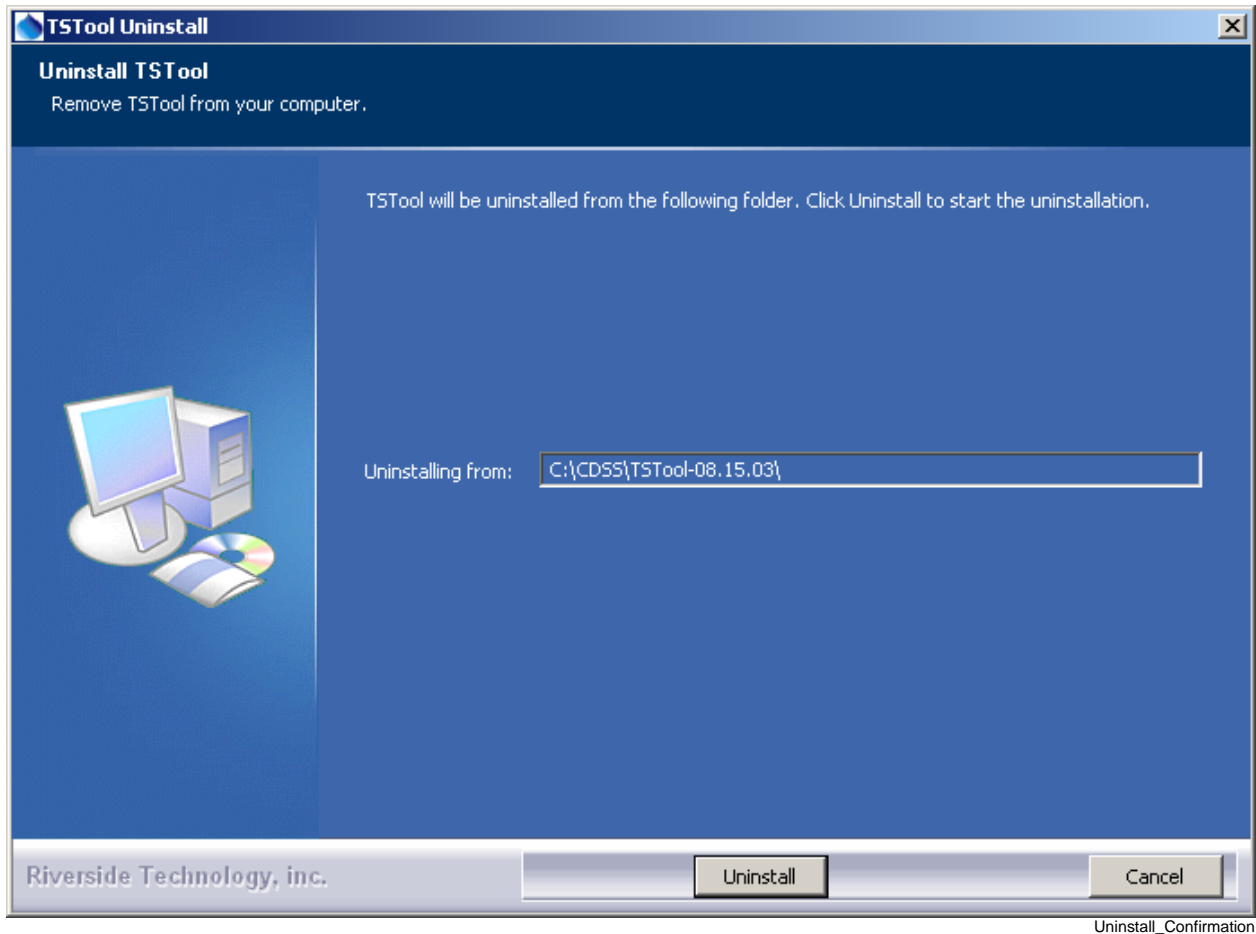 TSTool Uninstall
Uninstall TSTool
Remove TSTool from your computer.
TSTool will be uninstalled from the following folder. Click Uninstall to start the uninstallation.
Uninstalling from: C:\CDSS\TSTool-08.15.03\
Riverside Technology, inc.
Uninstall Cancel
Uninstall_Confirmation